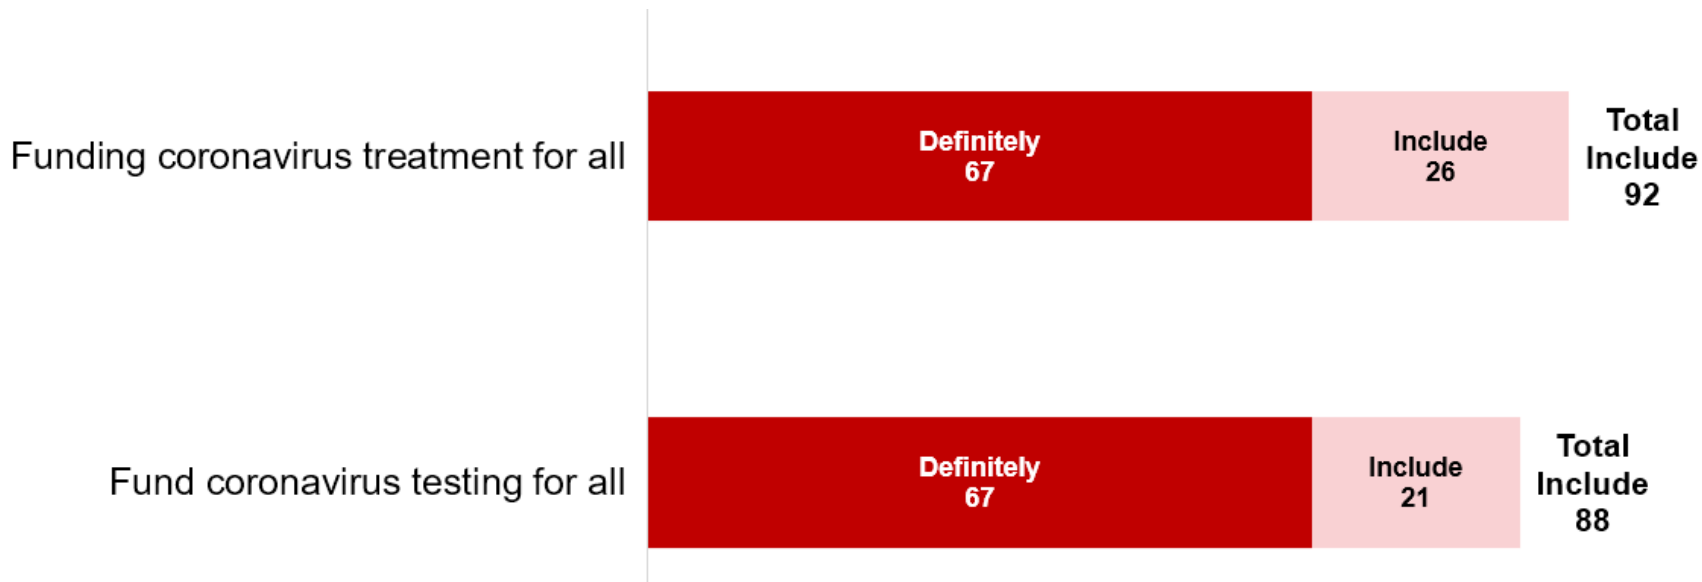 Funding coronavirus treatment for all
Definitely
67
Include
26
Total
Include
92
Fund coronavirus testing for all
Definitely
67
Include
21
Total
Include
88